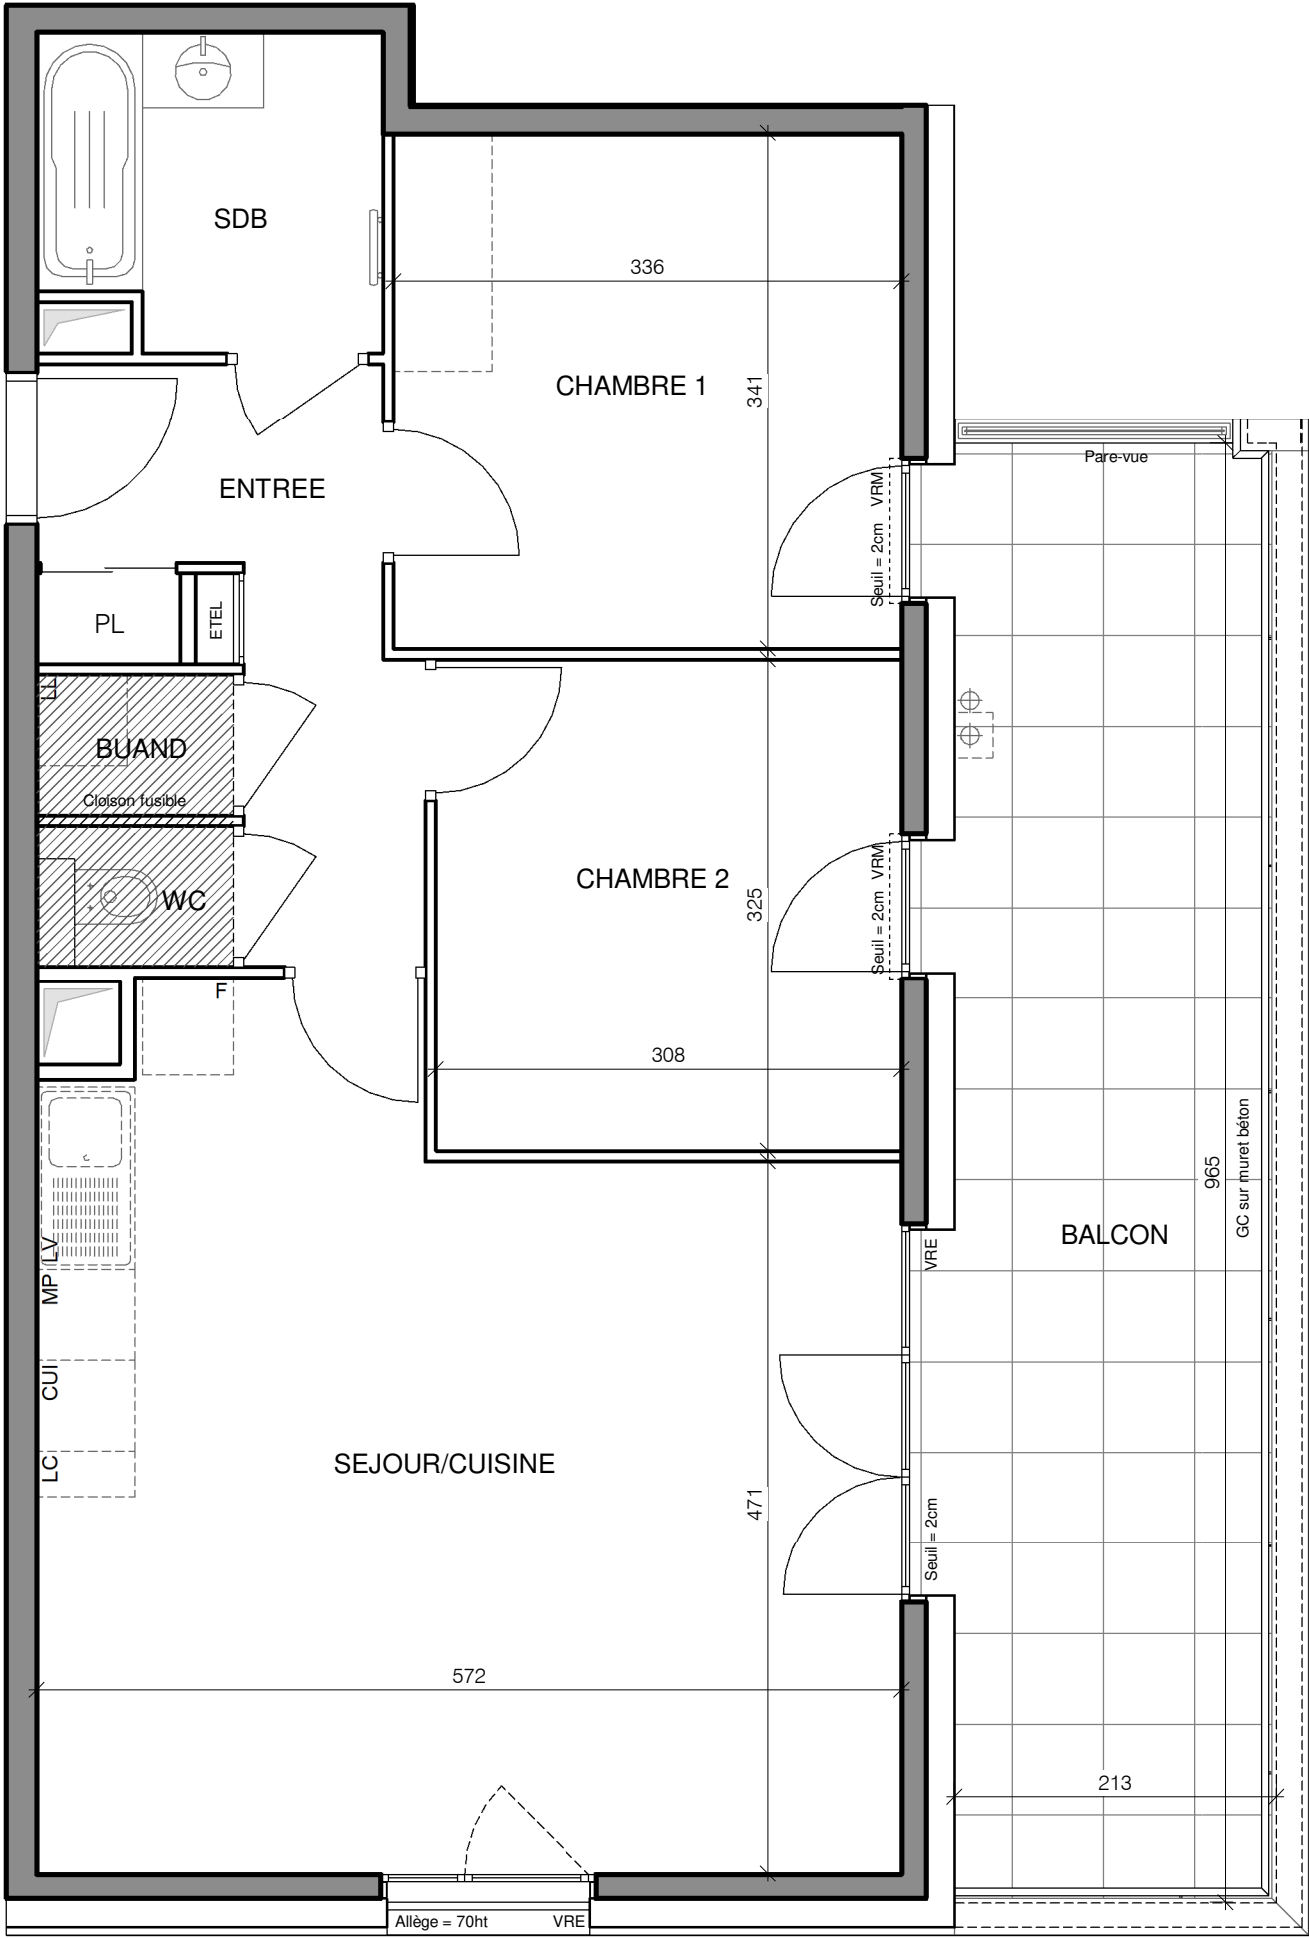 SDB
336
CHAMBRE 1
341
Pare-vue
VRM
Seuil = 2cm
ENTREE
PL
ETEL
LL
BUAND
Cloison fusible
WC
CHAMBRE 2
325
VRM
Seuil = 2cm
F
308
LV
MP
CUI
LC
VRE
BALCON
965
GC sur muret béton
SEJOUR/CUISINE
471
Seuil = 2cm
572
213
Allège = 70ht
VRE